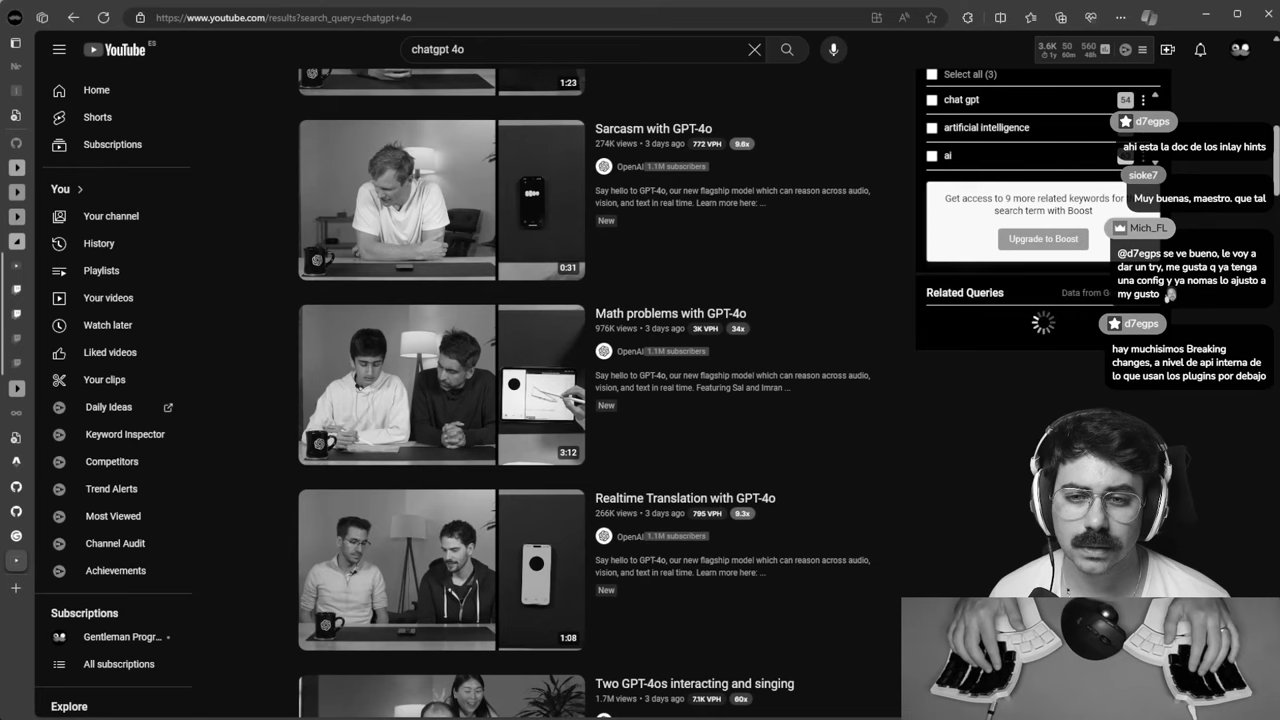 https://www.youtube.com/results?search_query=chatgpt+4o
YouTube ES
chatgpt 4o
3.6K 50 560
1y 60m 48h
Home
Shorts
Subscriptions
You
Your channel
History
Playlists
Your videos
Watch later
Liked videos
Your clips
Daily Ideas
Keyword Inspector
Competitors
Trend Alerts
Most Viewed
Channel Audit
Achievements
Subscriptions
Gentleman Progr...
All subscriptions
Explore
1:23
Sarcasm with GPT-4o
274K views • 3 days ago 772 VPH 9.6x
OpenAI 1.1M subscribers
Say hello to GPT-4o, our new flagship model which can reason across audio,
vision, and text in real time. Learn more here: ...
New
0:31
Math problems with GPT-4o
976K views • 3 days ago 3K VPH 34x
OpenAI 1.1M subscribers
Say hello to GPT-4o, our new flagship model which can reason across audio,
vision, and text in real time. Featuring Sal and Imran ...
New
3:12
Realtime Translation with GPT-4o
266K views • 3 days ago 795 VPH 9.3x
OpenAI 1.1M subscribers
Say hello to GPT-4o, our new flagship model which can reason across audio,
vision, and text in real time. Learn more here: ...
New
1:08
Two GPT-4os interacting and singing
1.7M views • 3 days ago 7.1K VPH 60x
Select all (3)
chat gpt 54
artificial intelligence
ai
Get access to 9 more related keywords for
search term with Boost
Upgrade to Boost
Related Queries
Data from G
d7egps
ahi esta la doc de los inlay hints
sioke7
Muy buenas, maestro. que tal
Mich_FL
@d7egps se ve bueno, le voy a
dar un try, me gusta q ya tenga
una config y ya nomas lo ajusto a
my gusto
d7egps
hay muchisimos Breaking
changes, a nivel de api interna de
lo que usan los plugins por debajo